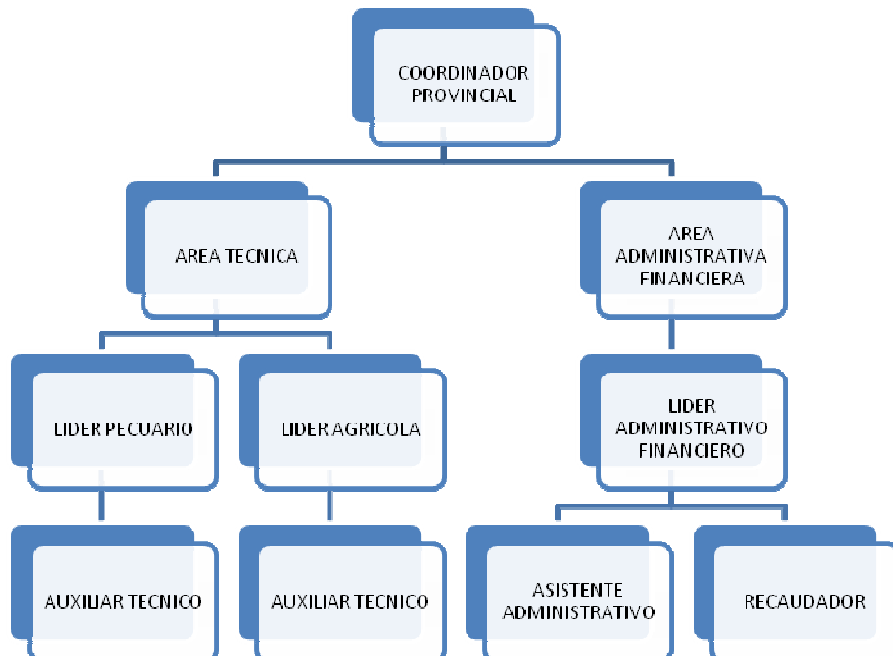 COORDINADOR
PROVINCIAL
AREA TECNICA
AREA
ADMINISTRATIVA
FINANCIERA
LIDER PECUARIO
LIDER AGRICOLA
LIDER
ADMINISTRATIVO
FINANCIERO
AUXILIAR TECNICO
AUXILIAR TECNICO
ASISTENTE
ADMINISTRATIVO
RECAUDADOR